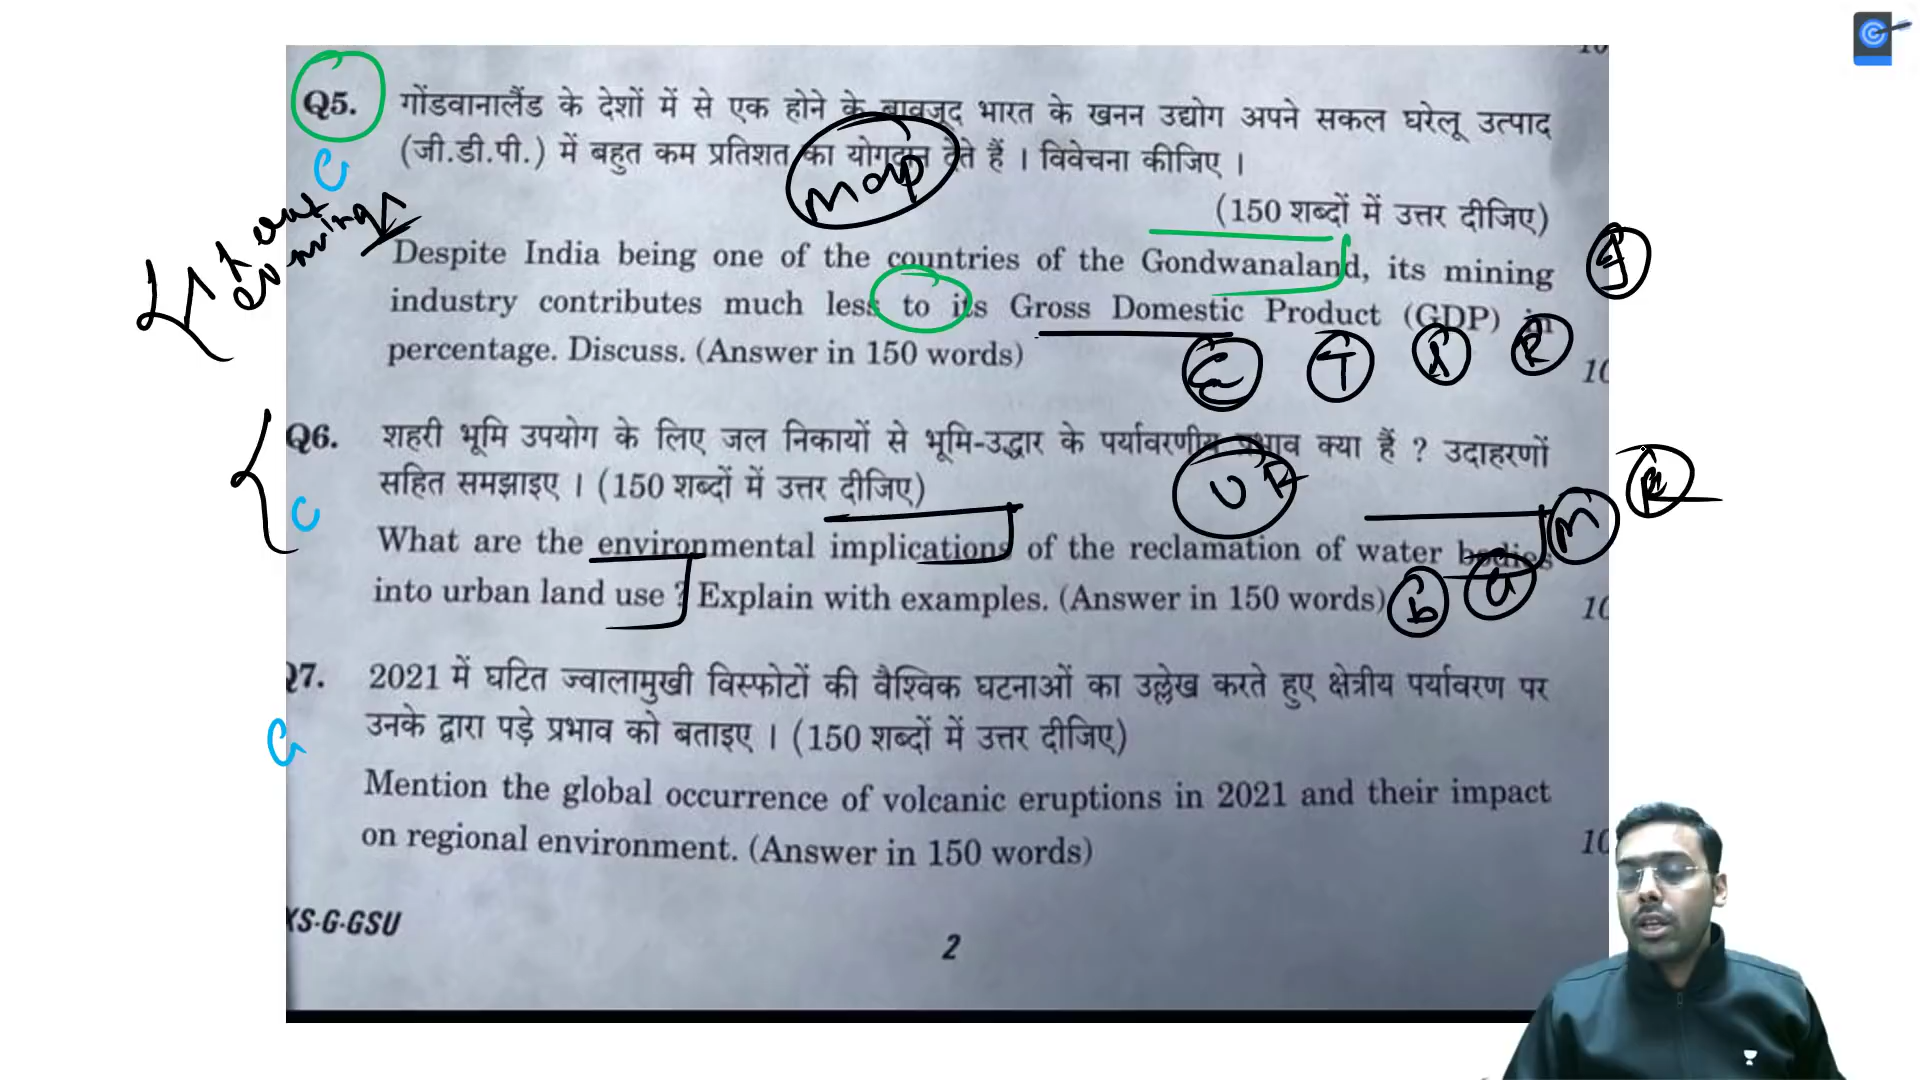 Q5. गोंडवानालैंड के देशों में से एक होने के बावजूद भारत के खनन उद्योग अपने सकल घरेलू उत्पाद
(जी.डी.पी.) में बहुत कम प्रतिशत का योगदान देते हैं । विवेचना कीजिए ।
Map
(150 शब्दों में उत्तर दीजिए)
Despite India being one of the countries of the Gondwanaland, its mining
industry contributes much less to its Gross Domestic Product (GDP) in
percentage. Discuss. (Answer in 150 words)
10
Q6. शहरी भूमि उपयोग के लिए जल निकायों से भूमि-उद्धार के पर्यावरणीय प्रभाव क्या हैं ? उदाहरणों
सहित समझाइए । (150 शब्दों में उत्तर दीजिए)
What are the environmental implications of the reclamation of water bodies
into urban land use ? Explain with examples. (Answer in 150 words)
10
Q7. 2021 में घटित ज्वालामुखी विस्फोटों की वैश्विक घटनाओं का उल्लेख करते हुए क्षेत्रीय पर्यावरण पर
उनके द्वारा पड़े प्रभाव को बताइए । (150 शब्दों में उत्तर दीजिए)
Mention the global occurrence of volcanic eruptions in 2021 and their impact
on regional environment. (Answer in 150 words)
10
KS-G-GSU
2